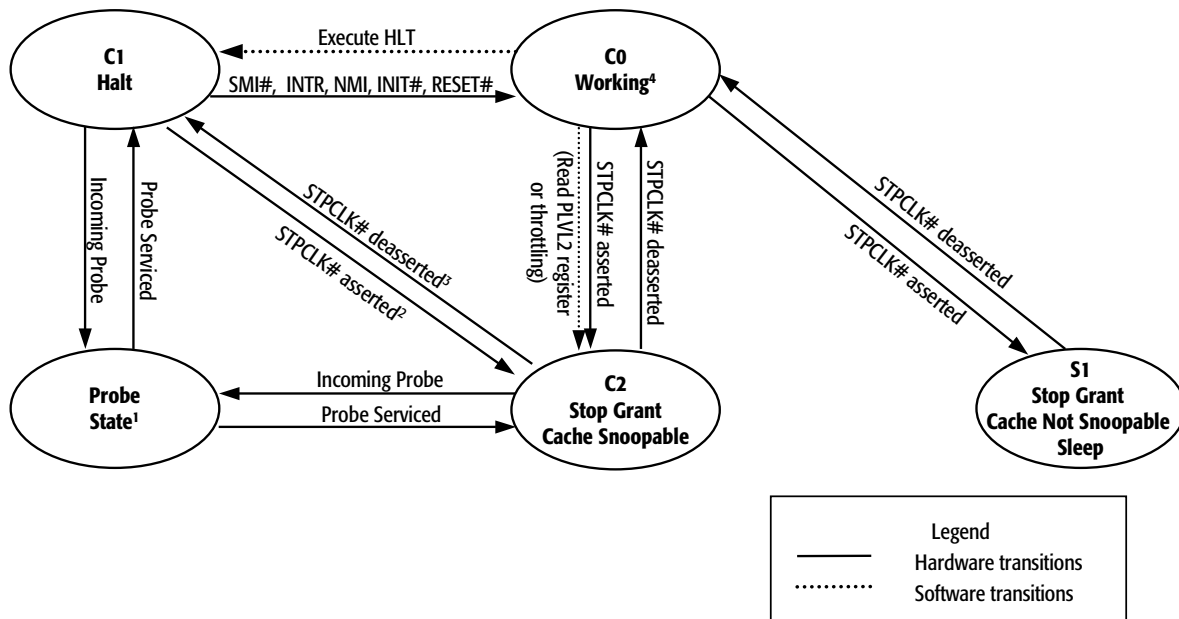 Execute HLT
C1
Halt
C0
Working⁴
SMI#, INTR, NMI, INIT#, RESET#
Incoming Probe
Probe Serviced
STPCLK# deasserted³
STPCLK# asserted²
(Read PLVL2 register
or throttling)
STPCLK# asserted
STPCLK# deasserted
STPCLK# deasserted
STPCLK# asserted
Probe
State¹
Incoming Probe
Probe Serviced
C2
Stop Grant
Cache Snoopable
S1
Stop Grant
Cache Not Snoopable
Sleep
Legend
Hardware transitions
Software transitions